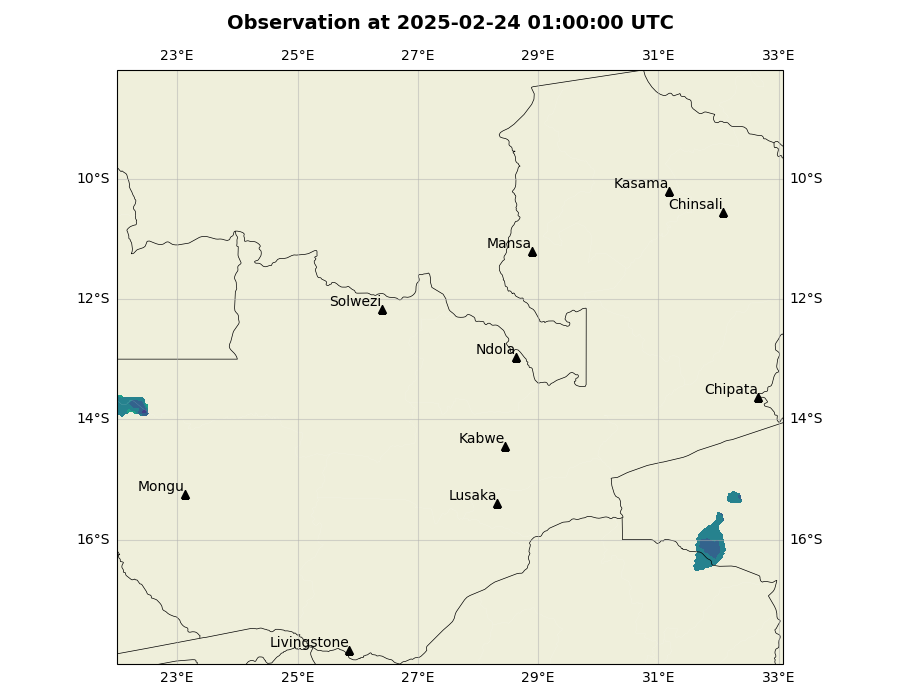 Observation at 2025-02-24 01:00:00 UTC
23°E 25°E 27°E 29°E 31°E 33°E
10°S 10°S
Kasama
Chinsali
Mansa
12°S 12°S
Solwezi
Ndola
Chipata
14°S 14°S
Kabwe
Mongu
Lusaka
16°S 16°S
Livingstone
23°E 25°E 27°E 29°E 31°E 33°E